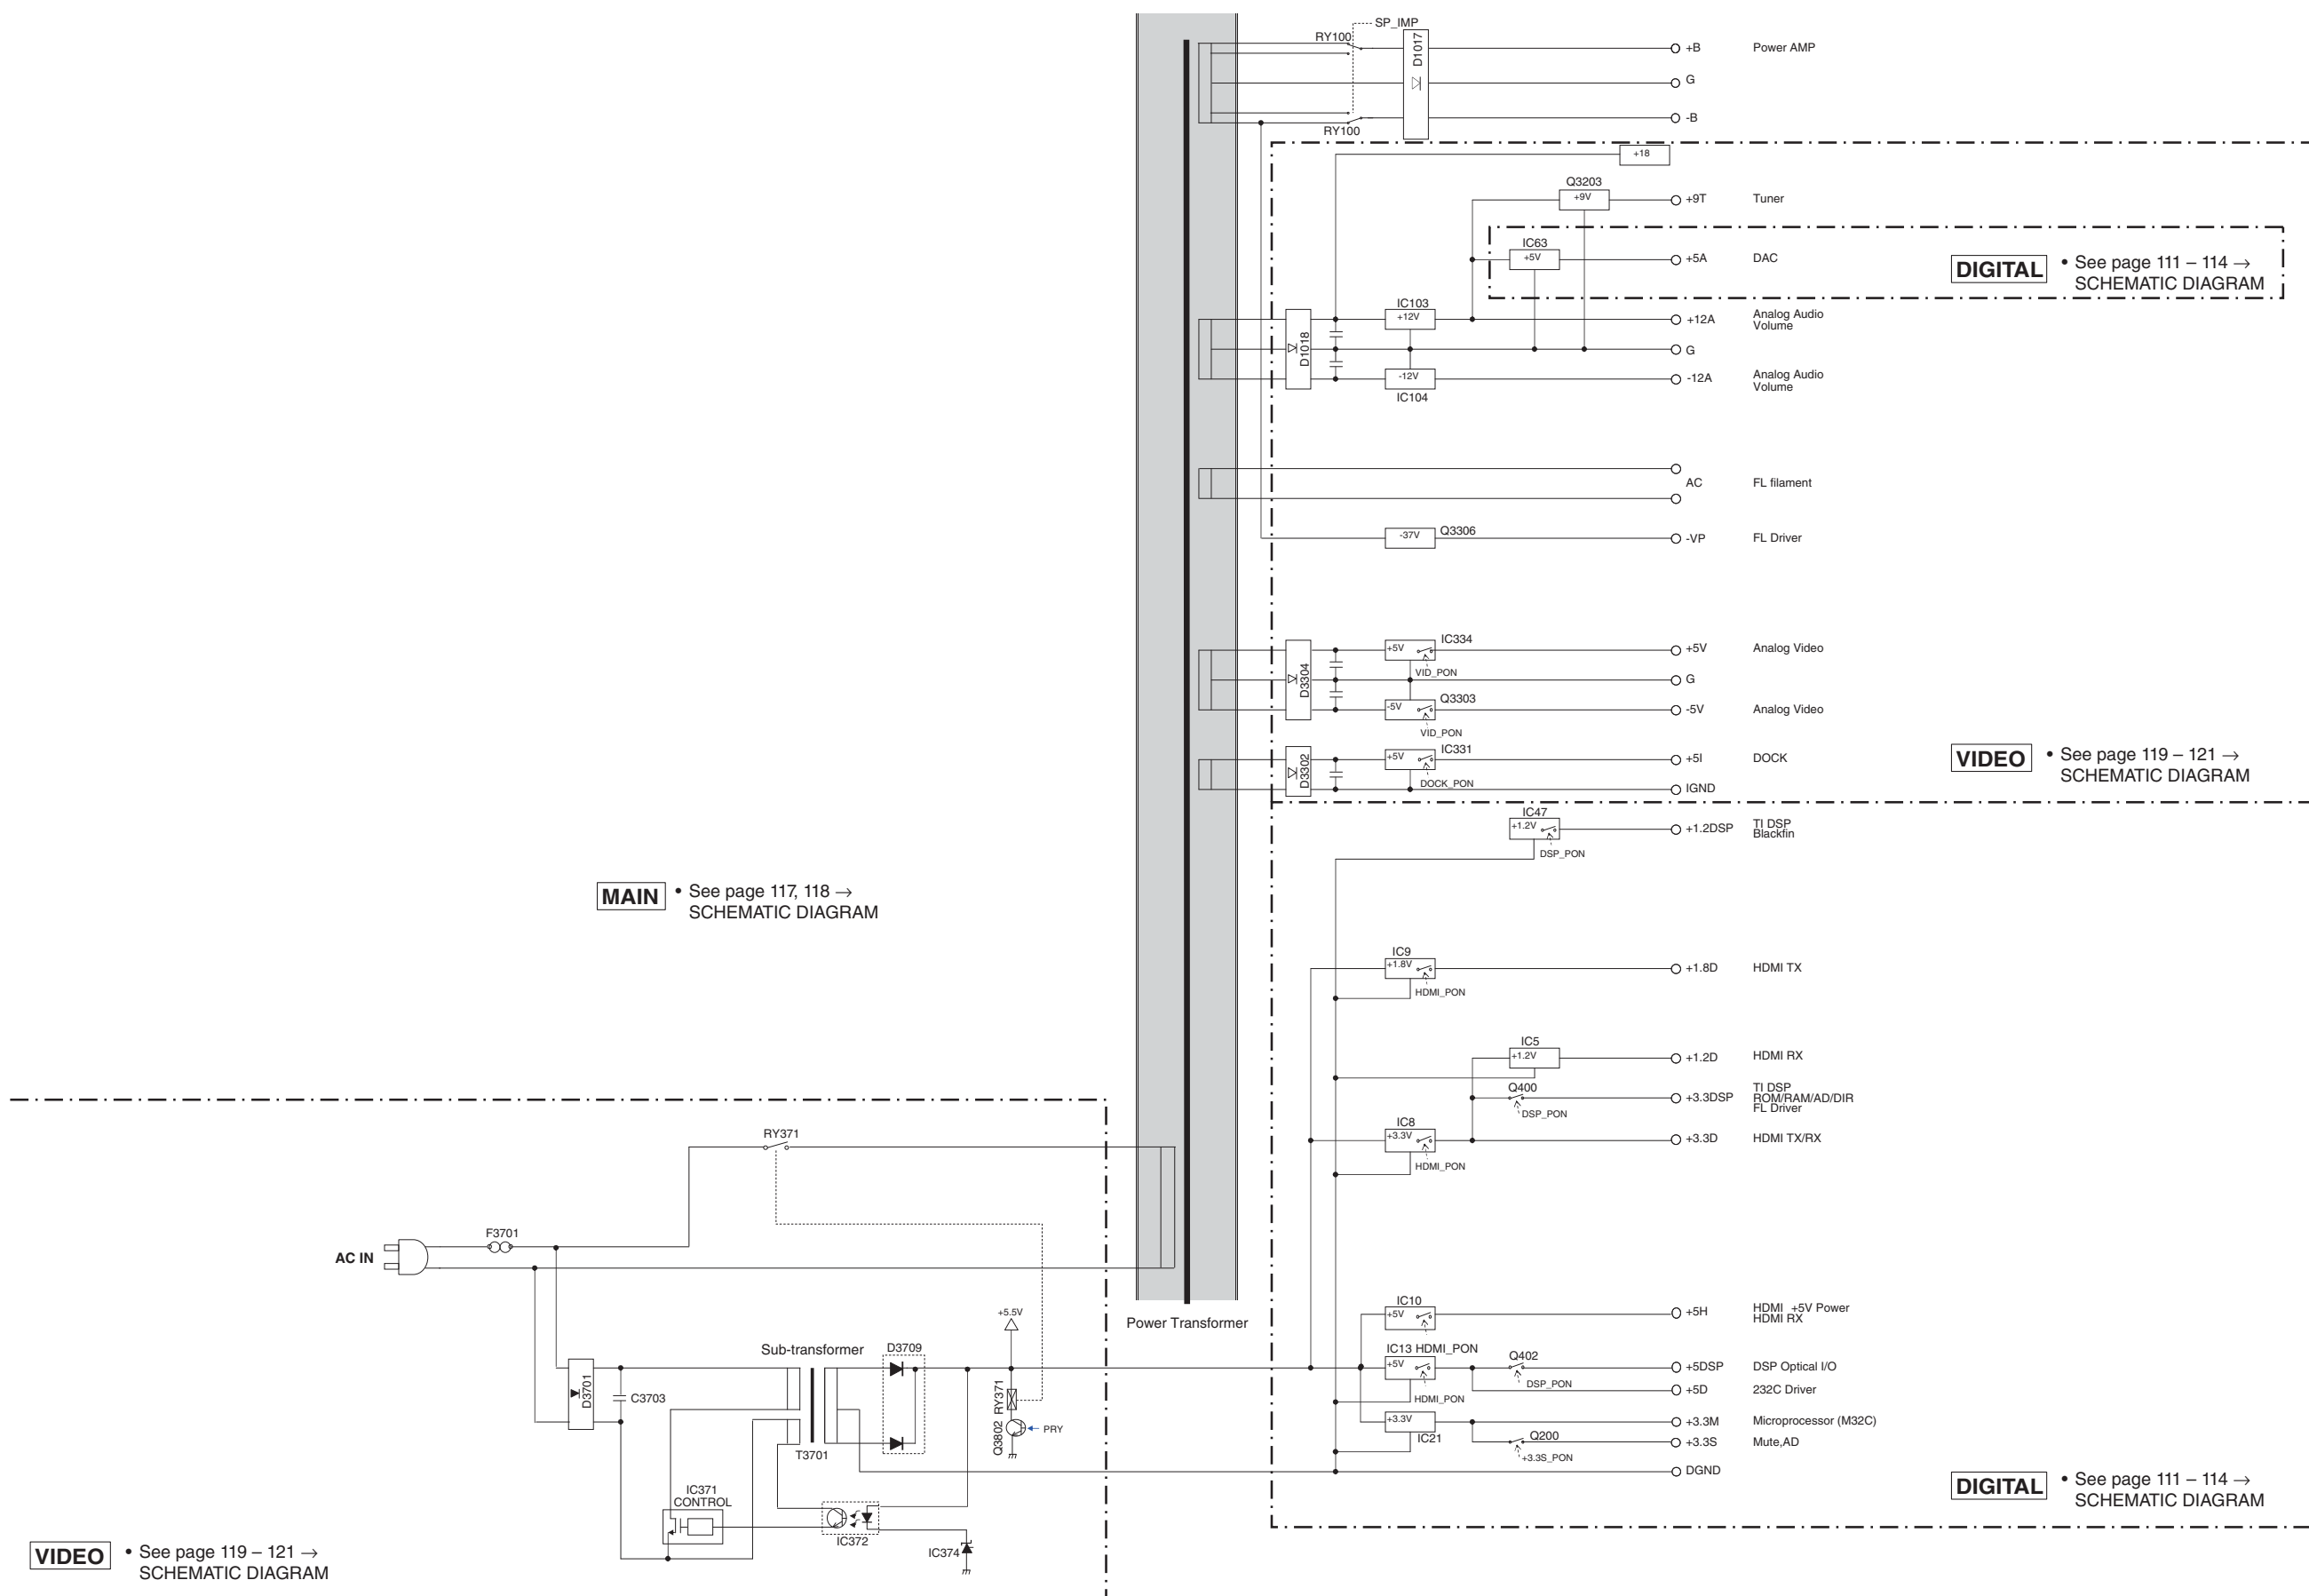 SP_IMP
RY100
D1017
+B Power AMP
G
-B
RY100
+18
Q3203
+9V
+9T Tuner
IC63
+5V
+5A DAC
DIGITAL • See page 111 – 114 →
SCHEMATIC DIAGRAM
IC103
+12V
+12A Analog Audio
Volume
D1018
G
-12V
-12A Analog Audio
Volume
IC104
AC FL filament
-37V Q3306
-VP FL Driver
IC334
+5V
VID_PON
+5V Analog Video
D3304
G
Q3303
-5V
VID_PON
-5V Analog Video
IC331
+5V
DOCK_PON
D3302
+5I DOCK
IGND
VIDEO • See page 119 – 121 →
SCHEMATIC DIAGRAM
IC47
+1.2V
DSP_PON
+1.2DSP TI DSP
Blackfin
MAIN • See page 117, 118 →
SCHEMATIC DIAGRAM
IC9
+1.8V
HDMI_PON
+1.8D HDMI TX
IC5
+1.2V
+1.2D HDMI RX
Q400
DSP_PON
+3.3DSP TI DSP
ROM/RAM/AD/DIR
FL Driver
IC8
+3.3V
HDMI_PON
+3.3D HDMI TX/RX
RY371
F3701
AC IN
Power Transformer
+5.5V
IC10
+5V
+5H HDMI +5V Power
HDMI RX
Sub-transformer
D3709
IC13 HDMI_PON
+5V
HDMI_PON
Q402
DSP_PON
+5DSP DSP Optical I/O
+5D 232C Driver
D3701
C3703
RY371
Q3802
PRY
T3701
+3.3V
IC21
+3.3M Microprocessor (M32C)
Q200
+3.3S_PON
+3.3S Mute,AD
DGND
DIGITAL • See page 111 – 114 →
SCHEMATIC DIAGRAM
IC371
CONTROL
IC372
IC374
VIDEO • See page 119 – 121 →
SCHEMATIC DIAGRAM